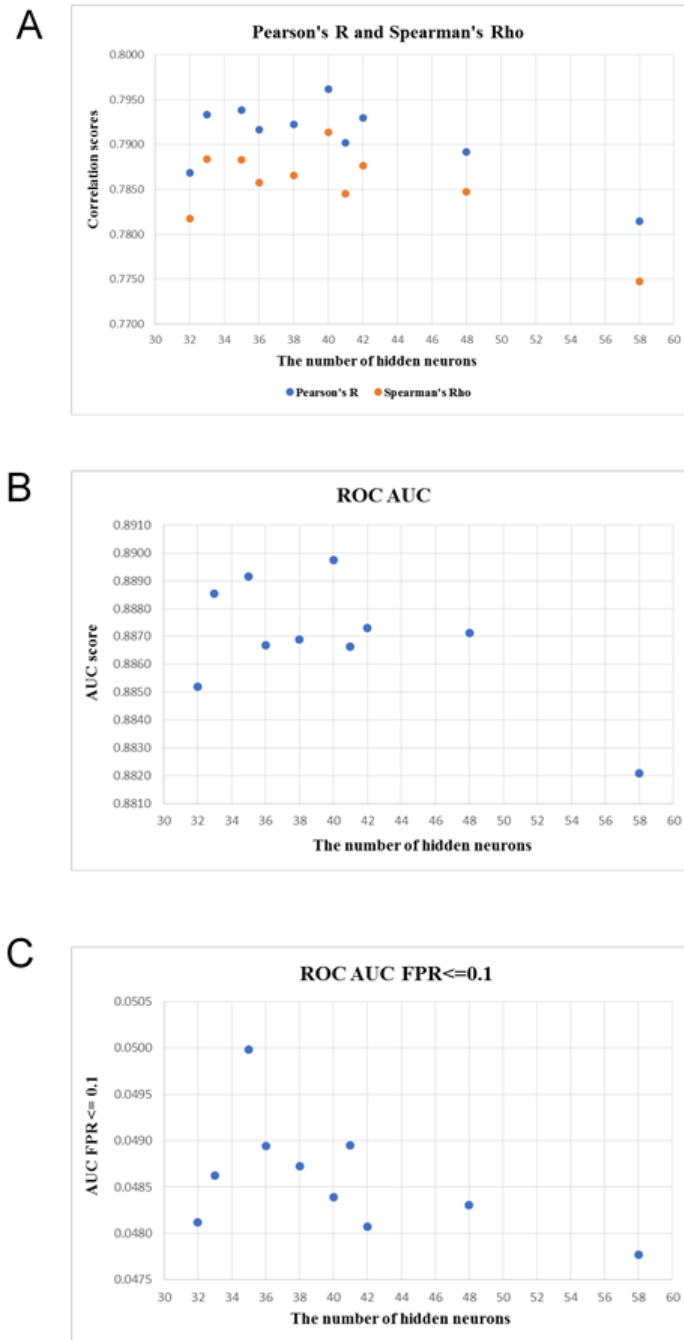 A
Pearson's R and Spearman's Rho
Correlation scores
0.8000
0.7950
0.7900
0.7850
0.7800
0.7750
0.7700
30 32 34 36 38 40 42 44 46 48 50 52 54 56 58 60
The number of hidden neurons
Pearson's R Spearman's Rho
B
ROC AUC
AUC score
0.8910
0.8900
0.8890
0.8880
0.8870
0.8860
0.8850
0.8840
0.8830
0.8820
0.8810
30 32 34 36 38 40 42 44 46 48 50 52 54 56 58 60
The number of hidden neurons
C
ROC AUC FPR<=0.1
AUC FPR <= 0.1
0.0505
0.0500
0.0495
0.0490
0.0485
0.0480
0.0475
30 32 34 36 38 40 42 44 46 48 50 52 54 56 58 60
The number of hidden neurons